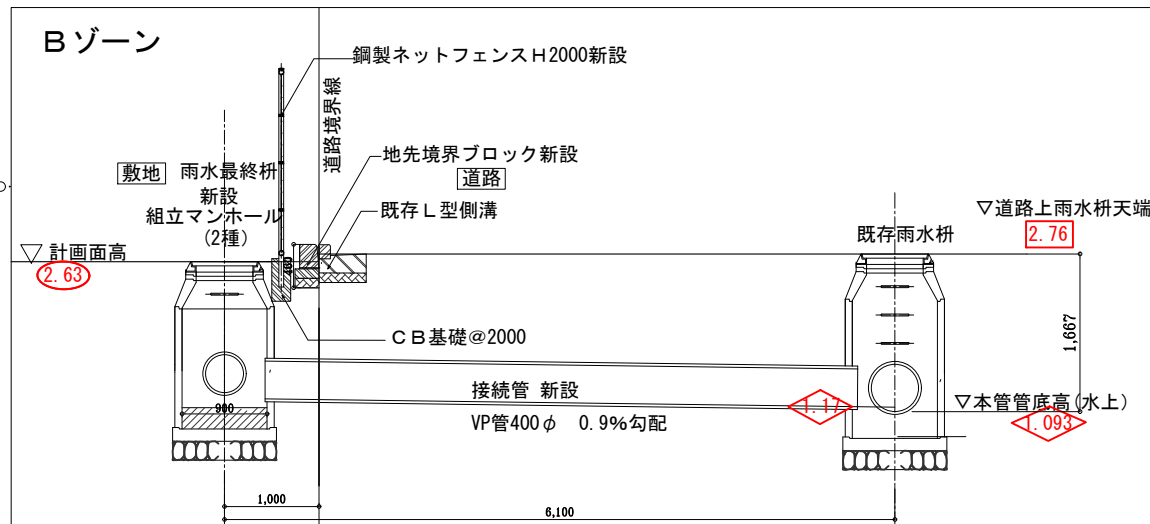 Bゾーン
鋼製ネットフェンスH2000新設
道路境界線
地先境界ブロック新設
敷地
雨水最終枡
新設
組立マンホール
(2種)
道路
既存L型側溝
▽道路上雨水枡天端
2.76
既存雨水枡
▽ 計画面高
2.63
460
CB基礎@2000
1,667
接続管 新設
VP管400φ 0.9%勾配
900
1.17
▽本管管底高(水上)
1.093
1,000
6,100